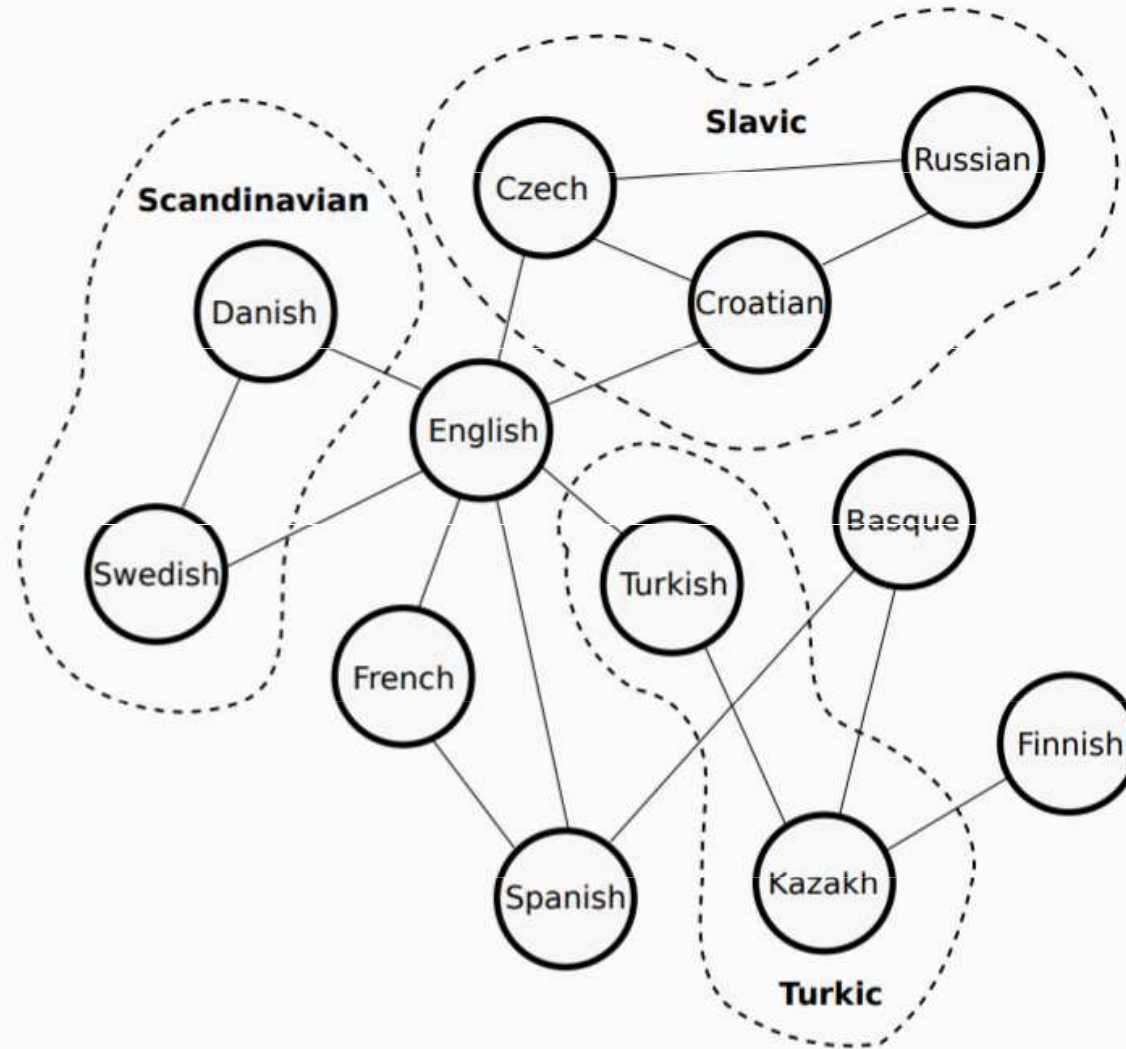 Slavic
Russian
Czech
Scandinavian
Croatian
Danish
English
Basque
Swedish
Turkish
French
Finnish
Kazakh
Spanish
Turkic